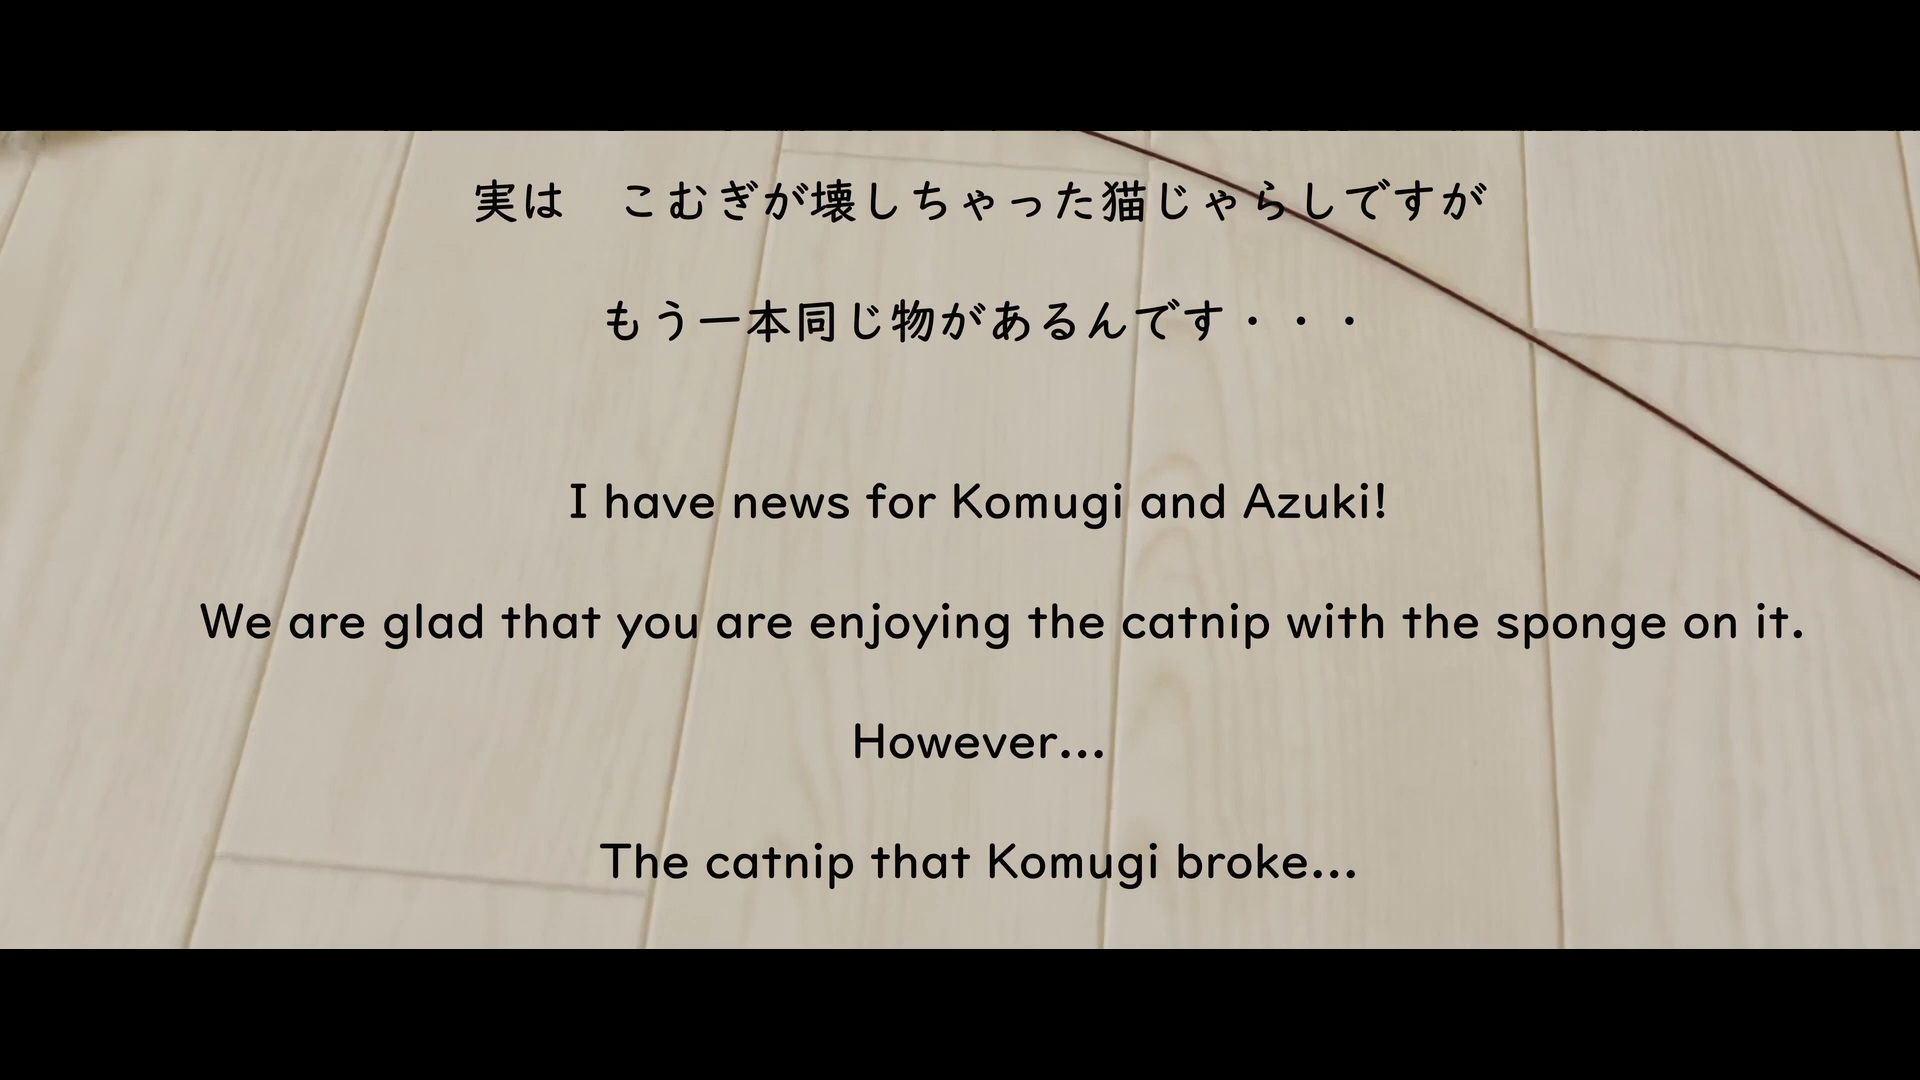 実は　こむぎが壊しちゃった猫じゃらしですが
もう一本同じ物があるんです・・・
I have news for Komugi and Azuki!
We are glad that you are enjoying the catnip with the sponge on it.
However...
The catnip that Komugi broke...